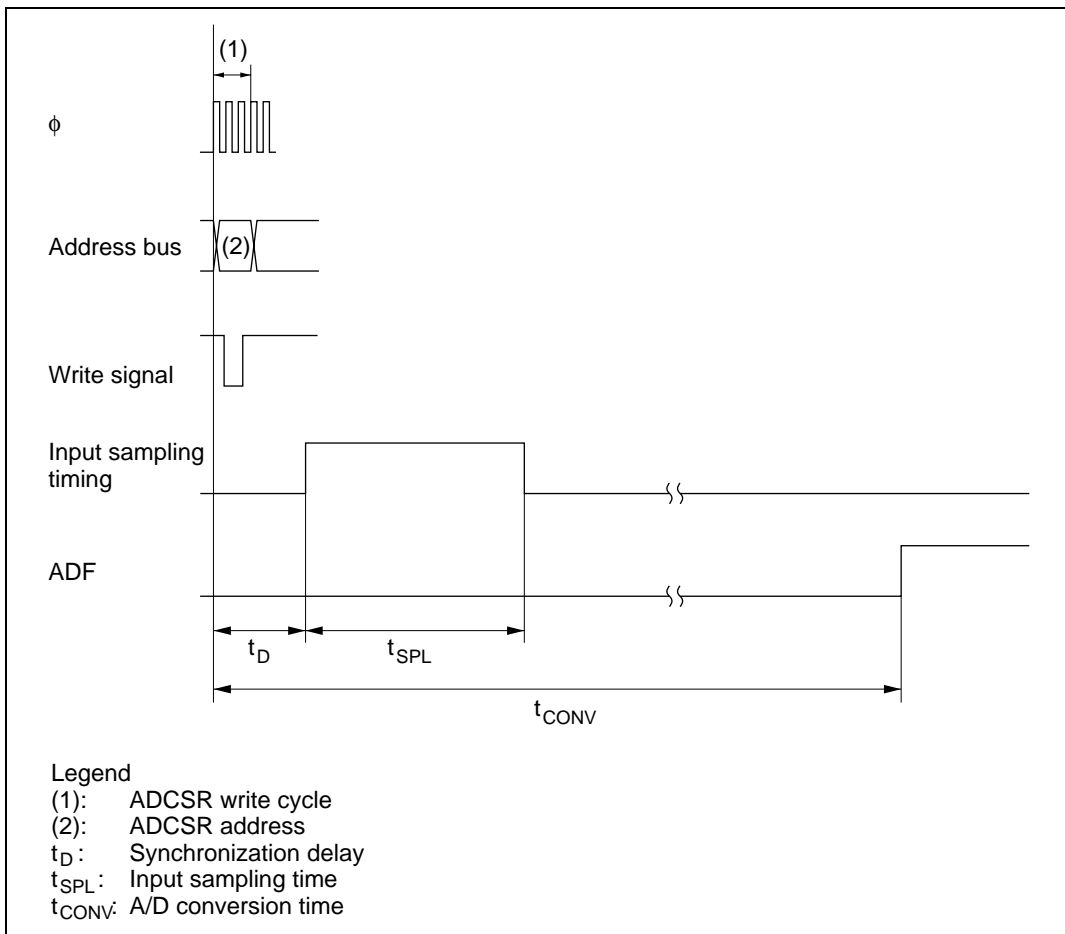 (1)
ϕ
Address bus
(2)
Write signal
Input sampling
timing
ADF
tD
tSPL
tCONV
Legend
(1): ADCSR write cycle
(2): ADCSR address
tD : Synchronization delay
tSPL : Input sampling time
tCONV: A/D conversion time